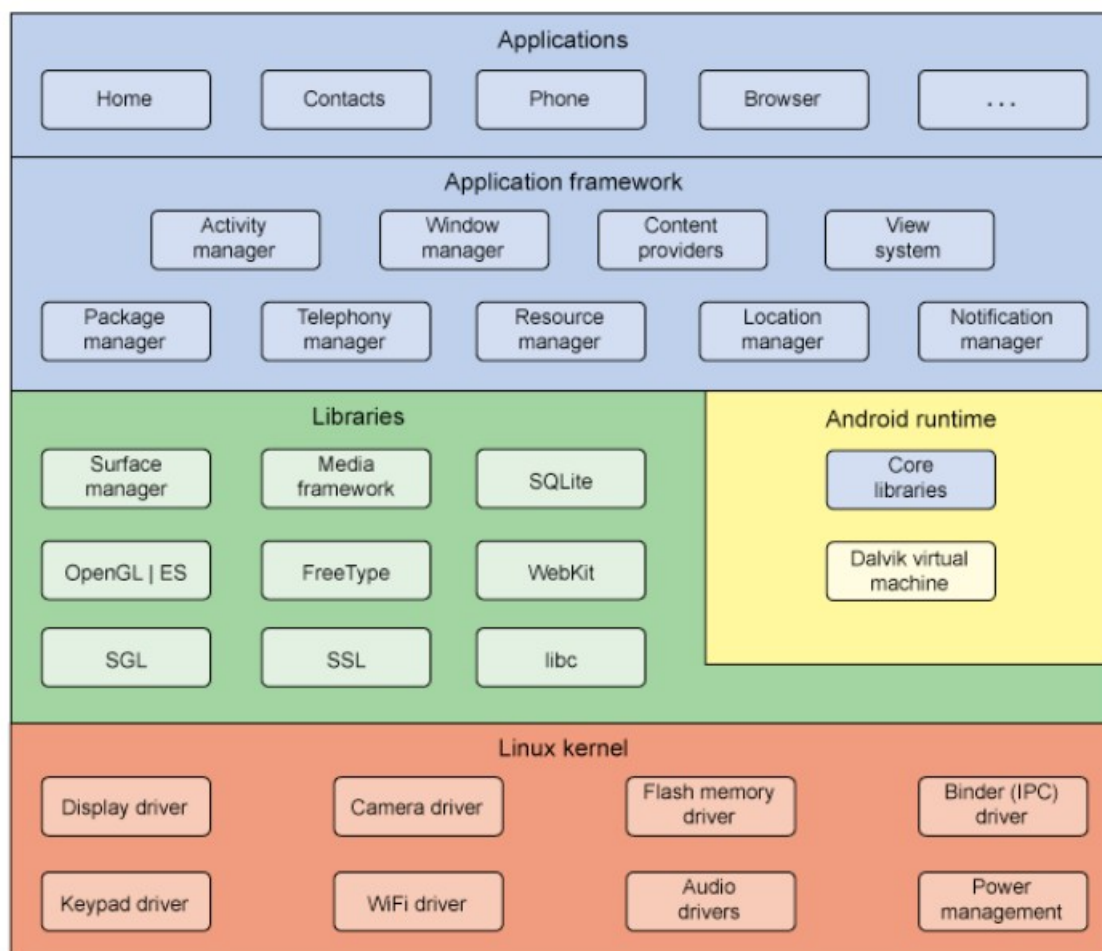 Applications
Home
Contacts
Phone
Browser
...
Application framework
Activity
manager
Window
manager
Content
providers
View
system
Package
manager
Telephony
manager
Resource
manager
Location
manager
Notification
manager
Libraries
Android runtime
Surface
manager
Media
framework
SQLite
Core
libraries
OpenGL | ES
FreeType
WebKit
Dalvik virtual
machine
SGL
SSL
libc
Linux kernel
Display driver
Camera driver
Flash memory
driver
Binder (IPC)
driver
Keypad driver
WiFi driver
Audio
drivers
Power
management